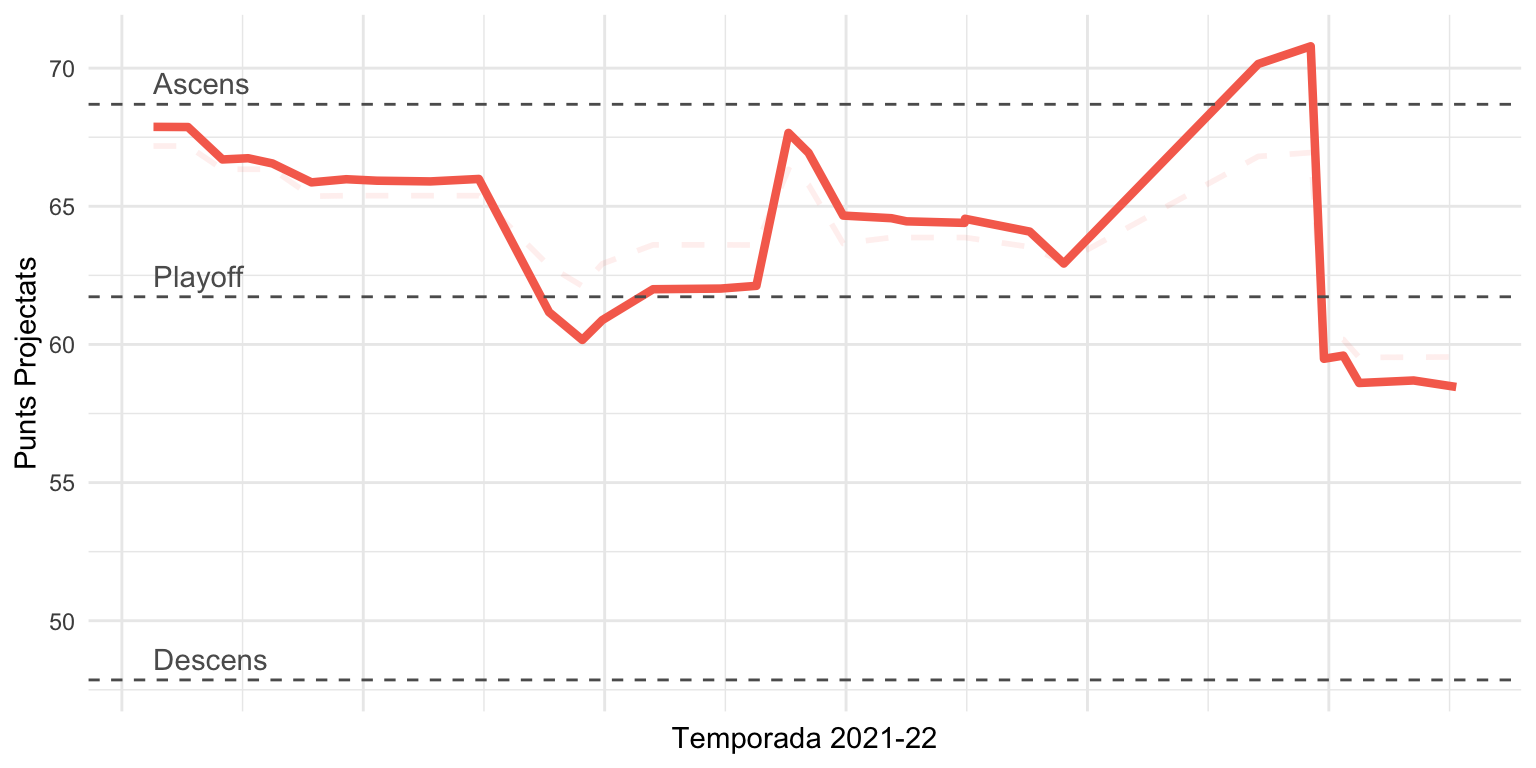 70
Ascens
65
Playoff
60
55
50
Descens
Punts Projectats
Temporada 2021-22